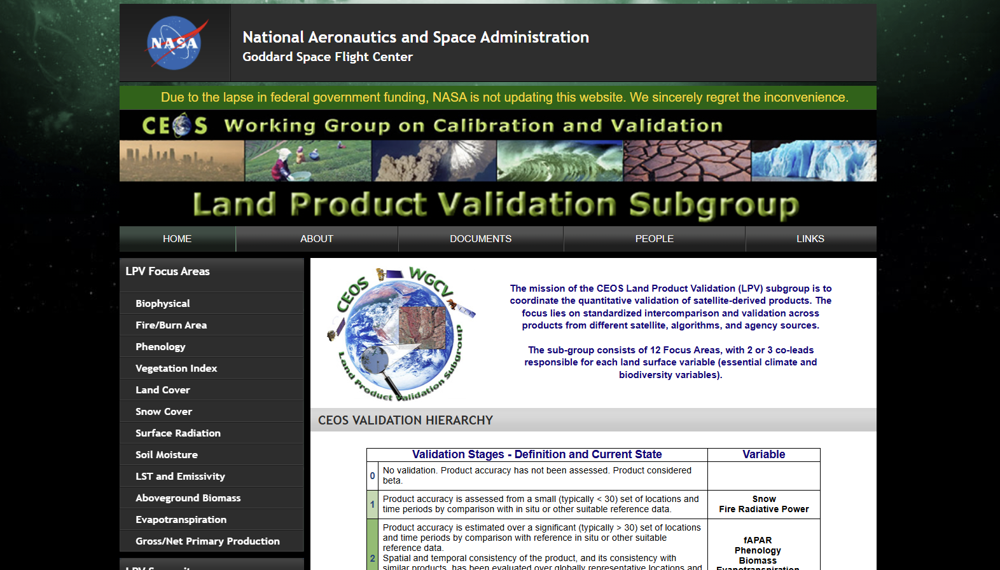 NASA
National Aeronautics and Space Administration
Goddard Space Flight Center
Due to the lapse in federal government funding, NASA is not updating this website. We sincerely regret the inconvenience.
CEOS Working Group on Calibration and Validation
Land Product Validation Subgroup
HOME
ABOUT
DOCUMENTS
PEOPLE
LINKS
LPV Focus Areas
Biophysical
Fire/Burn Area
Phenology
Vegetation Index
Land Cover
Snow Cover
Surface Radiation
Soil Moisture
LST and Emissivity
Aboveground Biomass
Evapotranspiration
Gross/Net Primary Production
CEOS WGCV
Land Product Validation Subgroup
The mission of the CEOS Land Product Validation (LPV) subgroup is to
coordinate the quantitative validation of satellite-derived products. The
focus lies on standardized intercomparison and validation across
products from different satellite, algorithms, and agency sources.
The sub-group consists of 12 Focus Areas, with 2 or 3 co-leads
responsible for each land surface variable (essential climate and
biodiversity variables).
CEOS VALIDATION HIERARCHY
Validation Stages - Definition and Current State
Variable
0
No validation. Product accuracy has not been assessed. Product considered
beta.
1
Product accuracy is assessed from a small (typically < 30) set of locations and
time periods by comparison with in situ or other suitable reference data.
Snow
Fire Radiative Power
2
Product accuracy is estimated over a significant (typically > 30) set of locations
and time periods by comparison with reference in situ or other suitable
reference data.
Spatial and temporal consistency of the product, and its consistency with
similar products, has been evaluated over globally representative locations and
fAPAR
Phenology
Biomass
Evapotranspiration